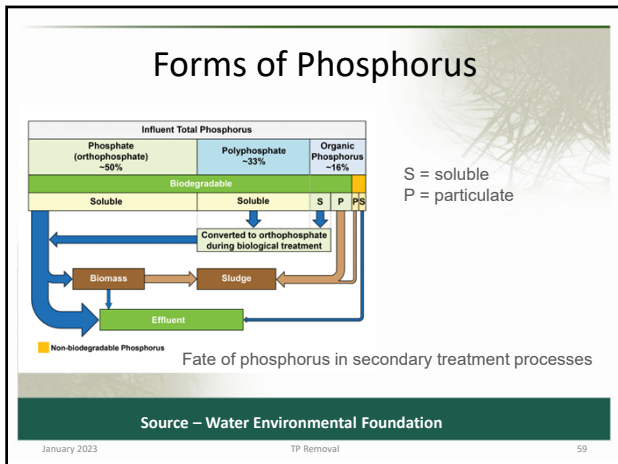 Forms of Phosphorus
Influent Total Phosphorus
Phosphate
(orthophosphate)
~50%
Polyphosphate
~33%
Organic
Phosphorus
~16%
Biodegradable
Soluble
Soluble
S
P
P
S
Converted to orthophosphate
during biological treatment
Biomass
Sludge
Effluent
Non-biodegradable Phosphorus
S = soluble
P = particulate
Fate of phosphorus in secondary treatment processes
Source – Water Environmental Foundation
January 2023
TP Removal
59